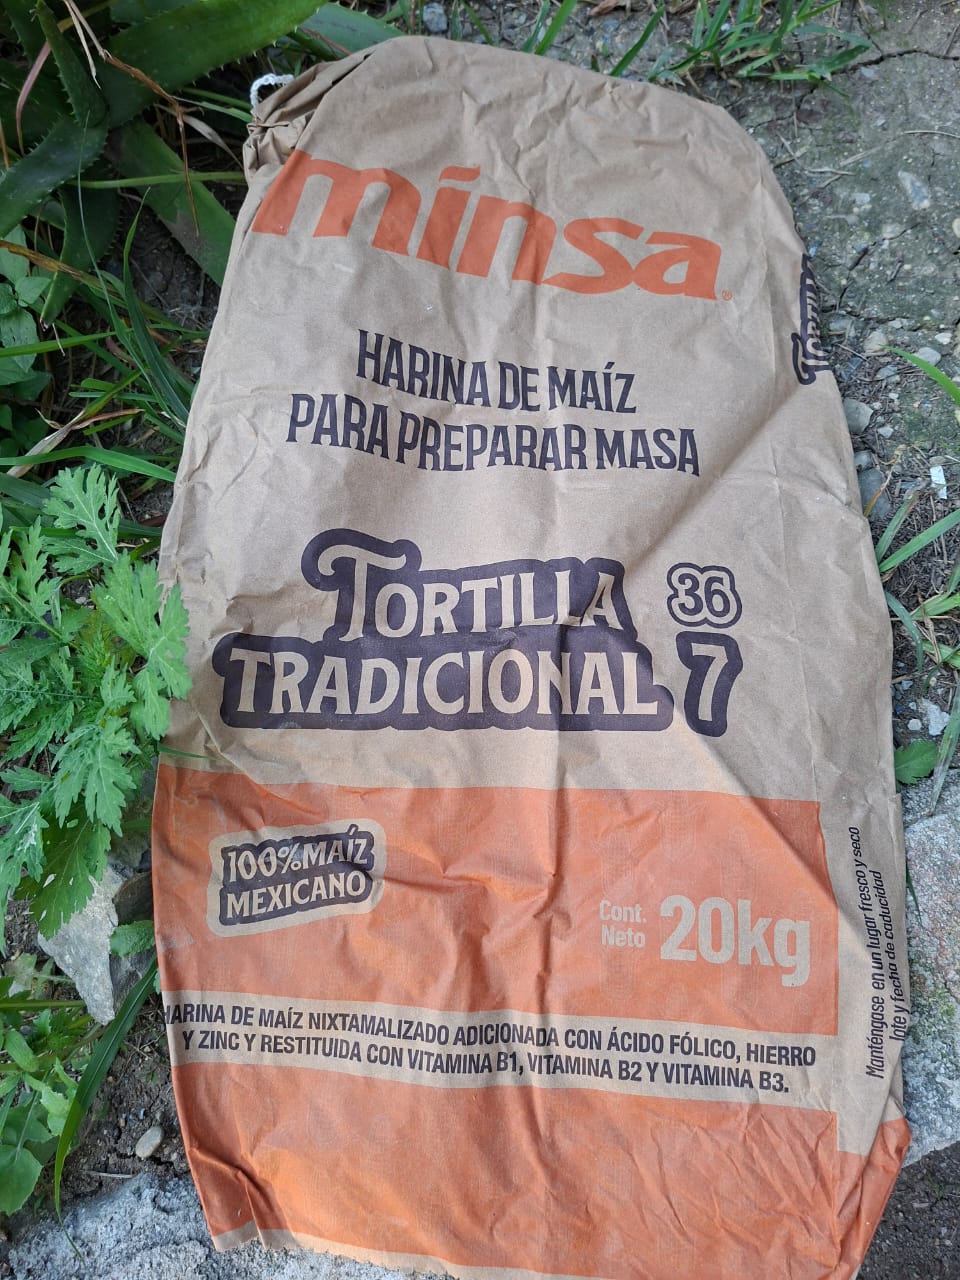 mínsa®
HARINA DE MAÍZ
PARA PREPARAR MASA
TORTILLA
TRADICIONAL
36
7
100% MAÍZ
MEXICANO
Cont.
Neto
20kg
HARINA DE MAÍZ NIXTAMALIZADO ADICIONADA CON ÁCIDO FÓLICO, HIERRO
Y ZINC Y RESTITUIDA CON VITAMINA B1, VITAMINA B2 Y VITAMINA B3.
Manténgase en un lugar fresco y seco
lote y fecha de caducidad